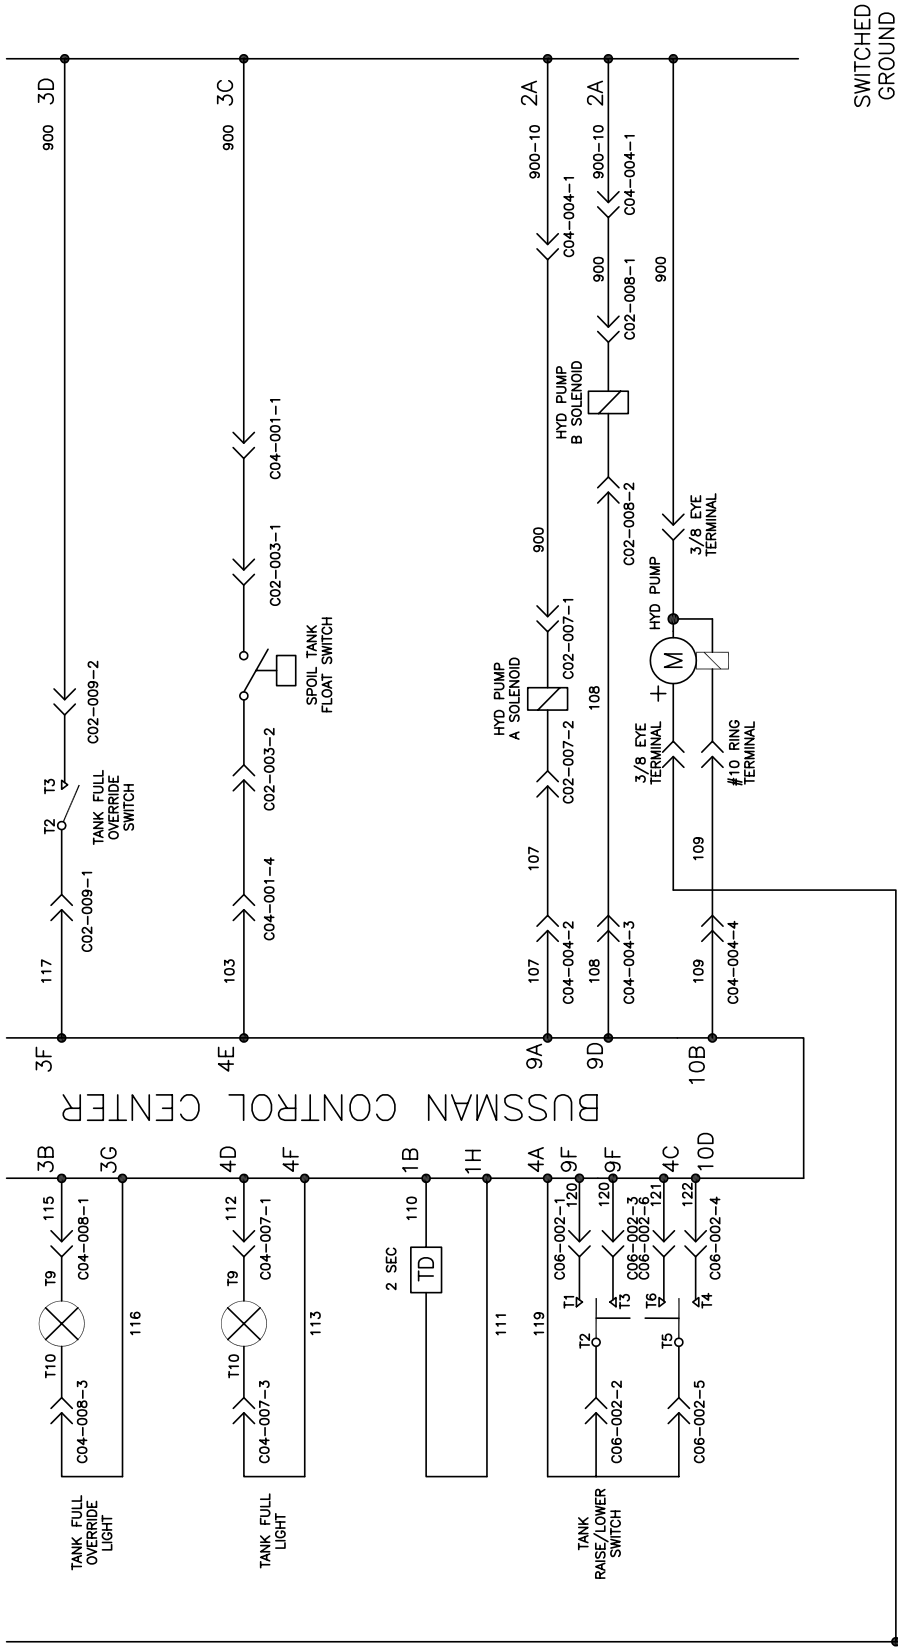 SWITCHED
GROUND
3D
900
C02-009-2
T3
T2
TANK FULL
OVERRIDE
SWITCH
C02-009-1
117
3F
3C
900
C04-001-1
C02-003-1
SPOIL TANK
FLOAT SWITCH
C02-003-2
C04-001-4
103
4E
2A
900-10
C04-004-1
900
C02-007-1
HYD PUMP
A SOLENOID
C02-007-2
107
107
C04-004-2
9A
2A
900-10
C04-004-1
900
C02-008-1
HYD PUMP
B SOLENOID
C02-008-2
108
108
C04-004-3
9D
900
3/8 EYE
TERMINAL
HYD PUMP
M
+
3/8 EYE
TERMINAL
#10 RING
TERMINAL
109
109
C04-004-4
10B
BUSSMAN CONTROL CENTER
3B
115
C04-008-1
T9
T10
C04-008-3
3G
116
TANK FULL
OVERRIDE
LIGHT
4D
112
C04-007-1
T9
T10
C04-007-3
4F
113
TANK FULL
LIGHT
1B
110
2 SEC
TD
1H
111
4A
119
9F
120
C06-002-1
T1
9F
120
C06-002-3
T3
T2
C06-002-2
4C
121
C06-002-6
T6
10D
122
C06-002-4
T4
T5
C06-002-5
TANK
RAISE/LOWER
SWITCH